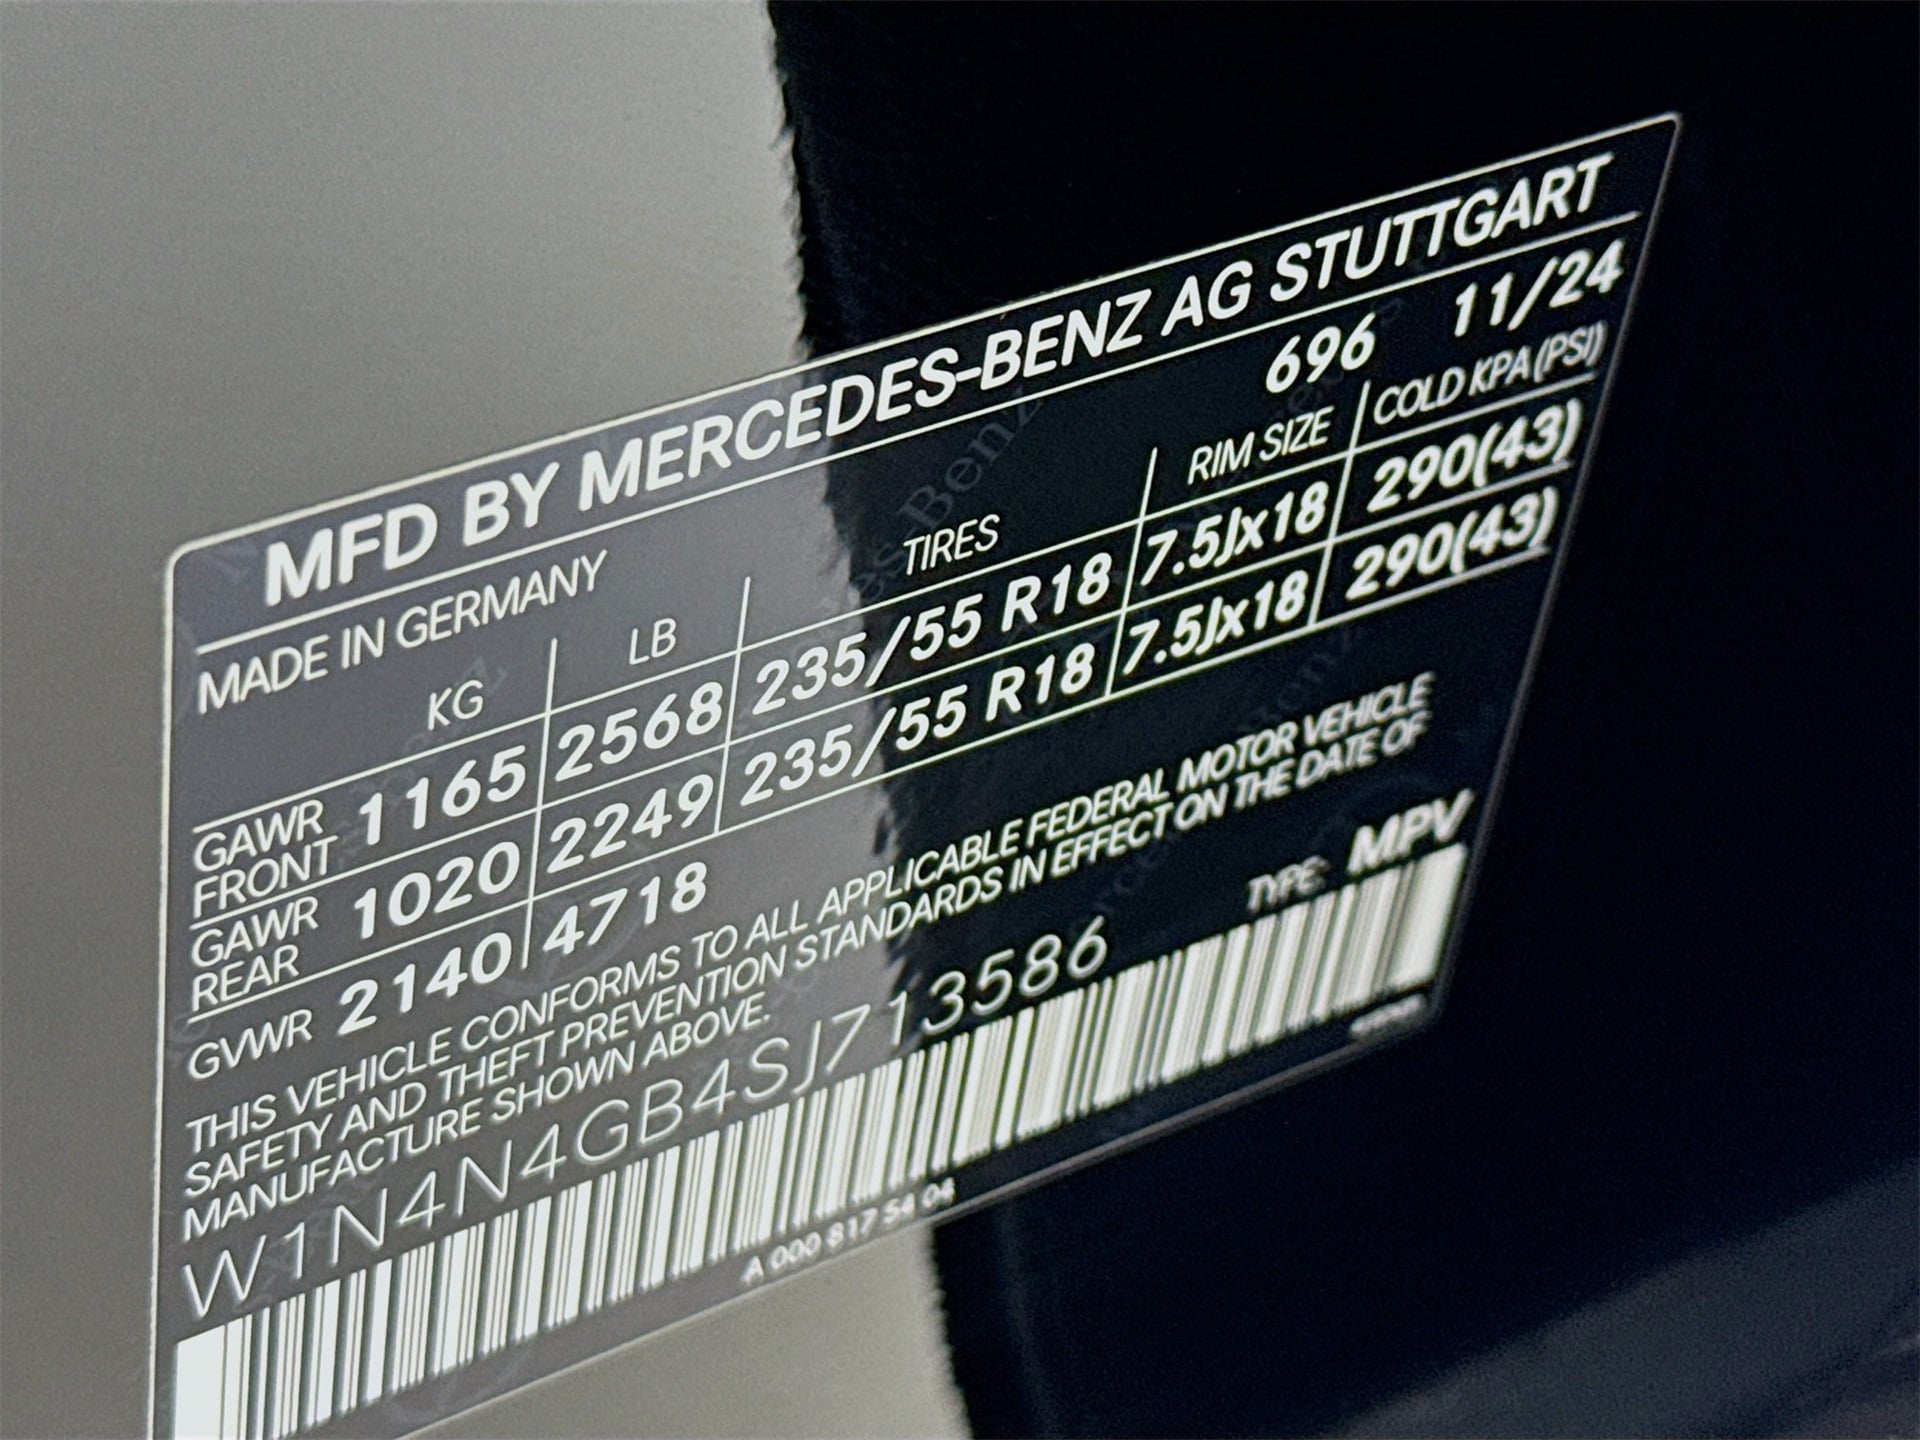 MFD BY MERCEDES-BENZ AG STUTTGART
MADE IN GERMANY 696 11/24
KG LB TIRES RIM SIZE COLD KPA (PSI)
GAWR FRONT 1165 2568 235/55 R18 7.5Jx18 290(43)
GAWR REAR 1020 2249 235/55 R18 7.5Jx18 290(43)
GVWR 2140 4718
THIS VEHICLE CONFORMS TO ALL APPLICABLE FEDERAL MOTOR VEHICLE
SAFETY AND THEFT PREVENTION STANDARDS IN EFFECT ON THE DATE OF
MANUFACTURE SHOWN ABOVE.
TYPE: MPV
W1N4N4GB4SJ713586
A 000 817 54 04